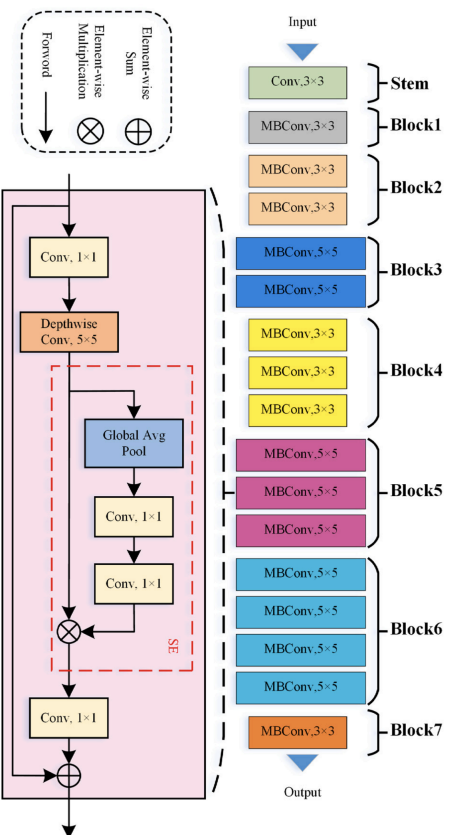 Element-wise
Sum
Element-wise
Multiplication
Forword
Conv, 1×1
Depthwise
Conv, 5×5
Global Avg
Pool
Conv, 1×1
Conv, 1×1
SE
Conv, 1×1
Input
Conv,3×3
Stem
MBConv,3×3
Block1
MBConv,3×3
MBConv,3×3
Block2
MBConv,5×5
MBConv,5×5
Block3
MBConv,3×3
MBConv,3×3
MBConv,3×3
Block4
MBConv,5×5
MBConv,5×5
MBConv,5×5
Block5
MBConv,5×5
MBConv,5×5
MBConv,5×5
MBConv,5×5
Block6
MBConv,3×3
Block7
Output